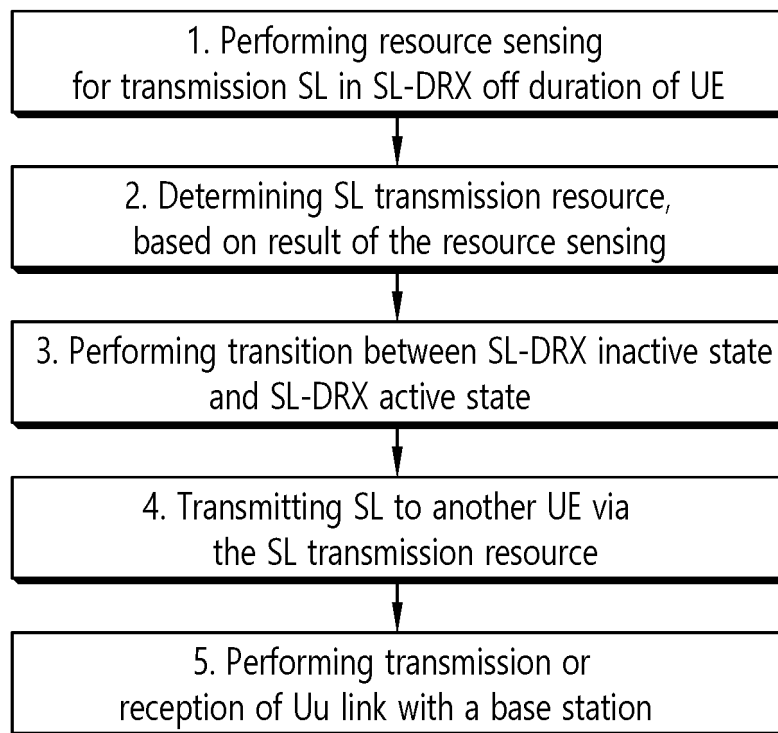 1. Performing resource sensing
for transmission SL in SL-DRX off duration of UE
2. Determining SL transmission resource,
based on result of the resource sensing
3. Performing transition between SL-DRX inactive state
and SL-DRX active state
4. Transmitting SL to another UE via
the SL transmission resource
5. Performing transmission or
reception of Uu link with a base station